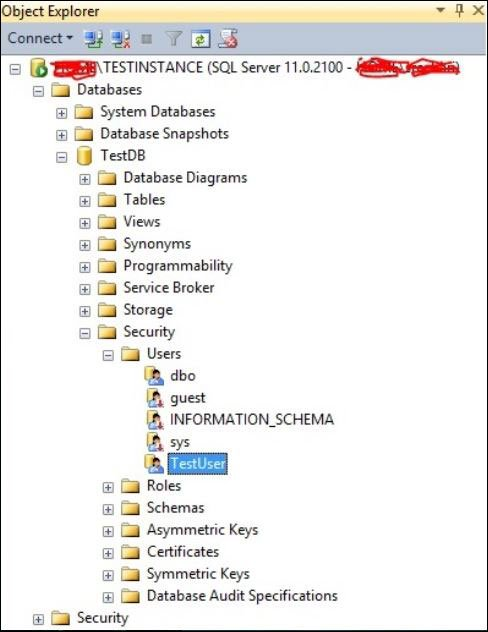 Object Explorer
Connect
\TESTINSTANCE (SQL Server 11.0.2100 -
Databases
System Databases
Database Snapshots
TestDB
Database Diagrams
Tables
Views
Synonyms
Programmability
Service Broker
Storage
Security
Users
dbo
guest
INFORMATION_SCHEMA
sys
TestUser
Roles
Schemas
Asymmetric Keys
Certificates
Symmetric Keys
Database Audit Specifications
Security